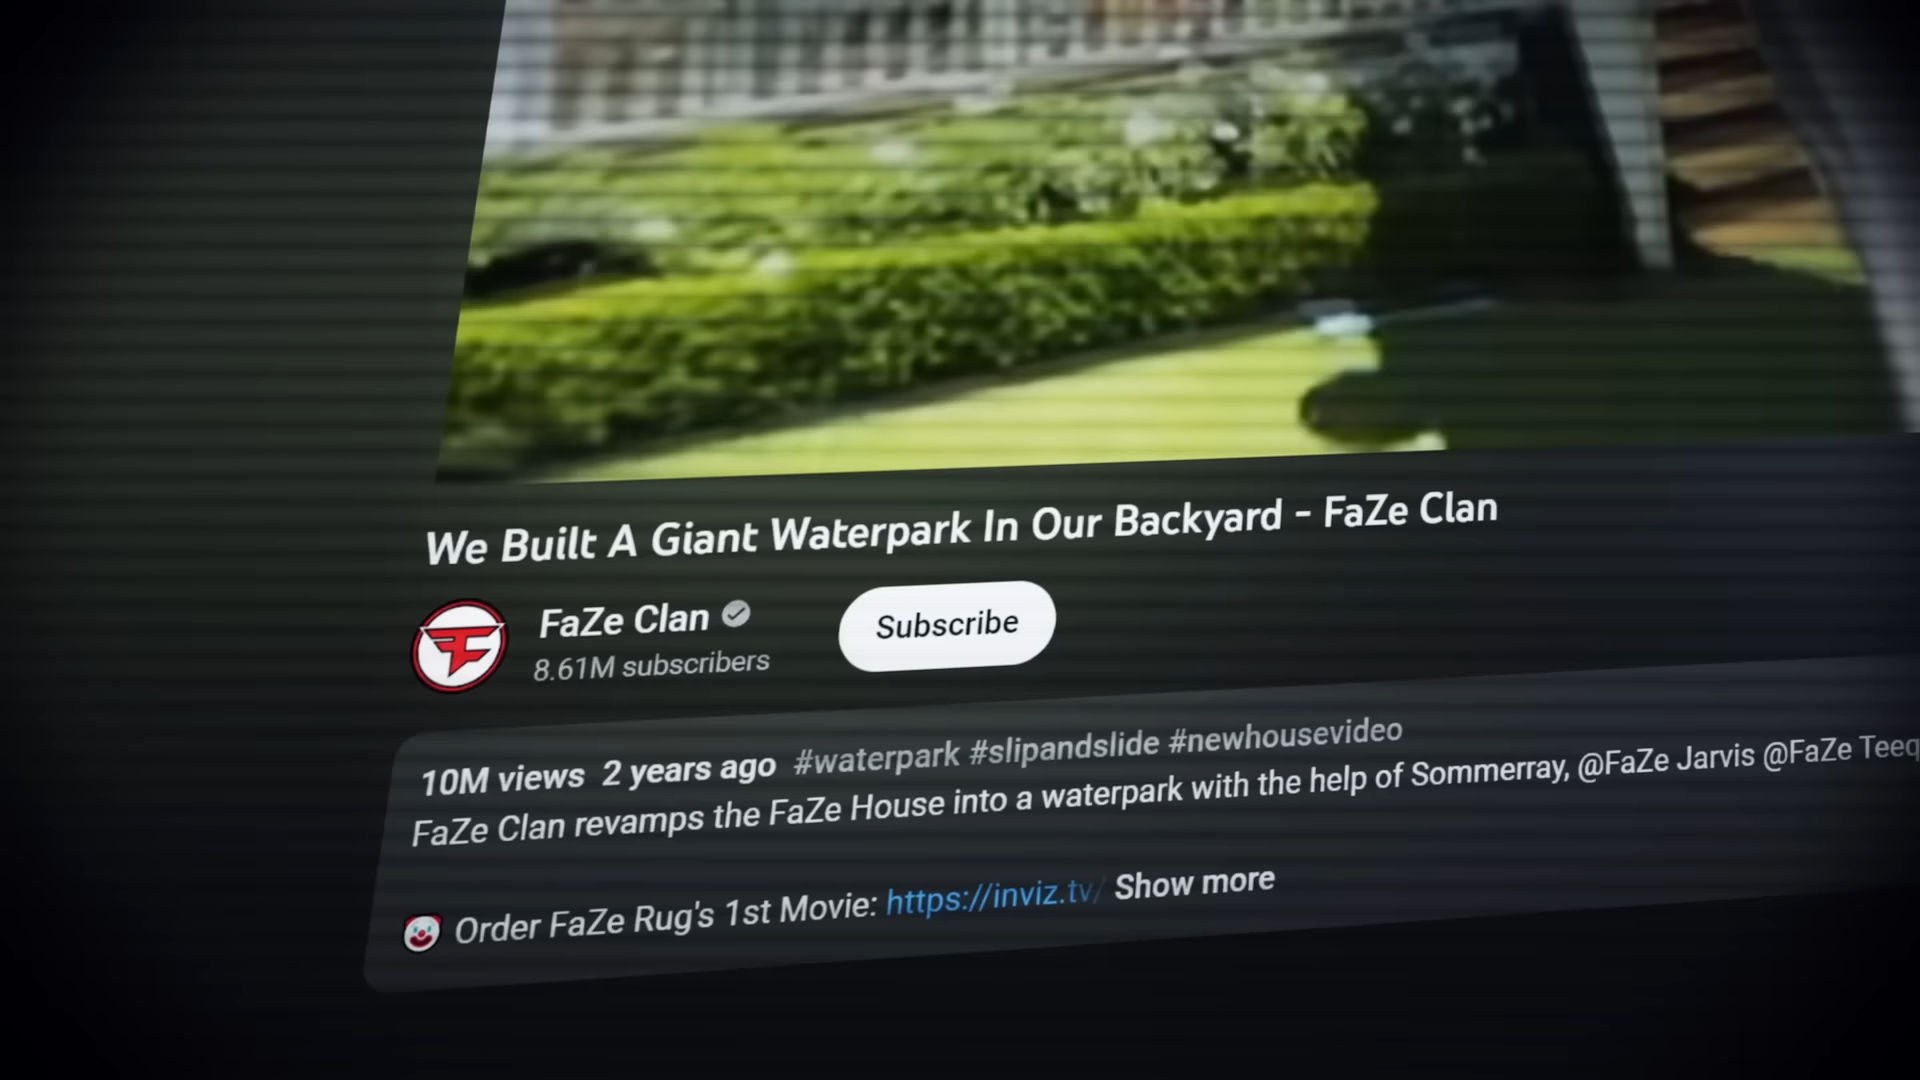 We Built A Giant Waterpark In Our Backyard - FaZe Clan
FaZe Clan
8.61M subscribers
Subscribe
10M views 2 years ago #waterpark #slipandslide #newhousevideo
FaZe Clan revamps the FaZe House into a waterpark with the help of Sommerray, @FaZe Jarvis @FaZe
Order FaZe Rug's 1st Movie: https://inviz.tv/ Show more